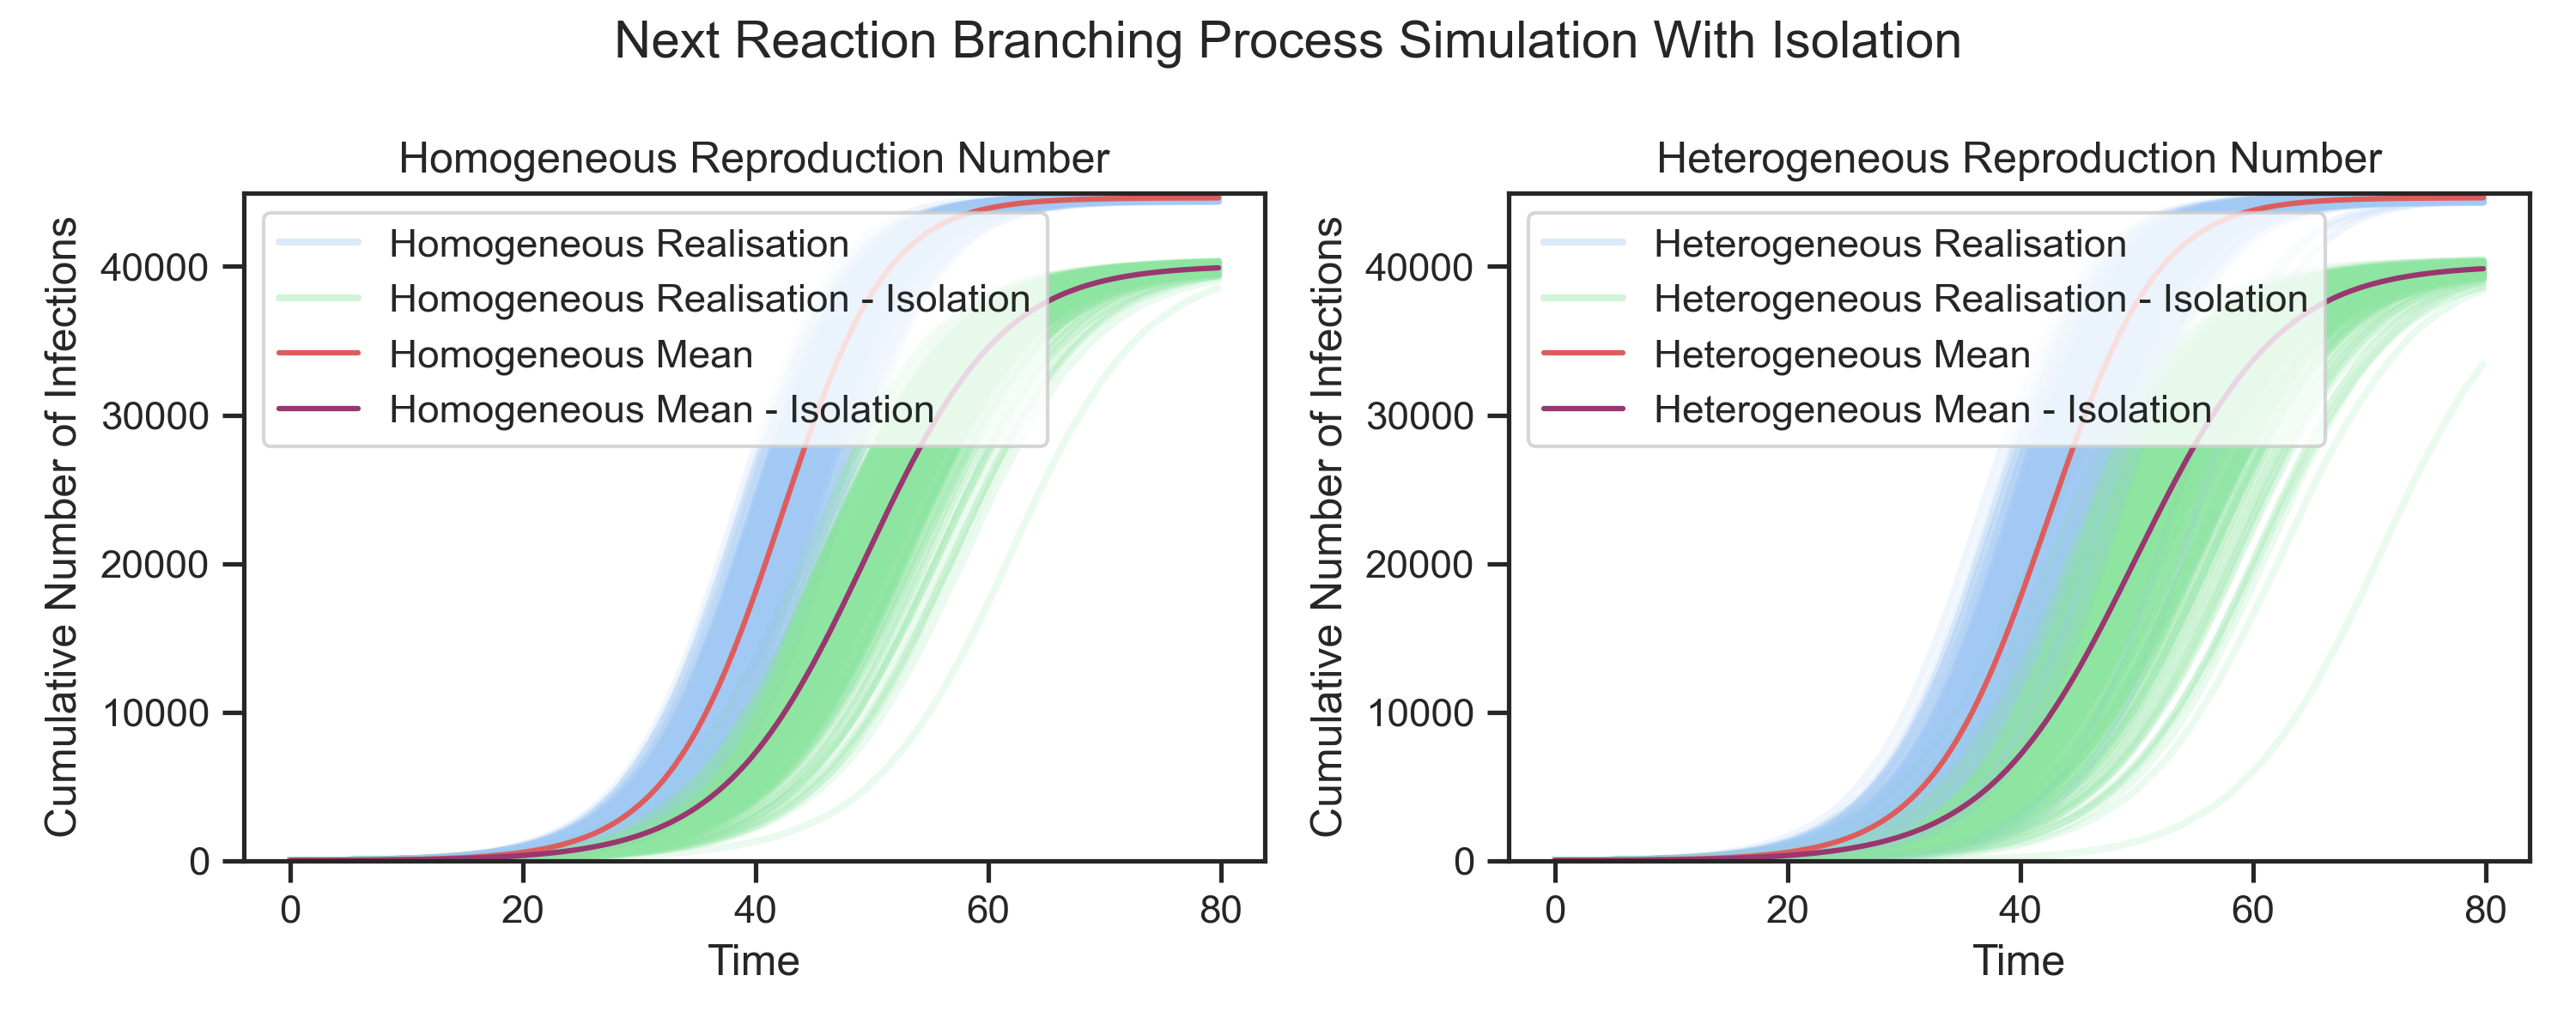 Next Reaction Branching Process Simulation With Isolation
Homogeneous Reproduction Number
Cumulative Number of Infections
40000
30000
20000
10000
0
Homogeneous Realisation
Homogeneous Realisation - Isolation
Homogeneous Mean
Homogeneous Mean - Isolation
0 20 40 60 80
Time
Heterogeneous Reproduction Number
Cumulative Number of Infections
40000
30000
20000
10000
0
Heterogeneous Realisation
Heterogeneous Realisation - Isolation
Heterogeneous Mean
Heterogeneous Mean - Isolation
0 20 40 60 80
Time